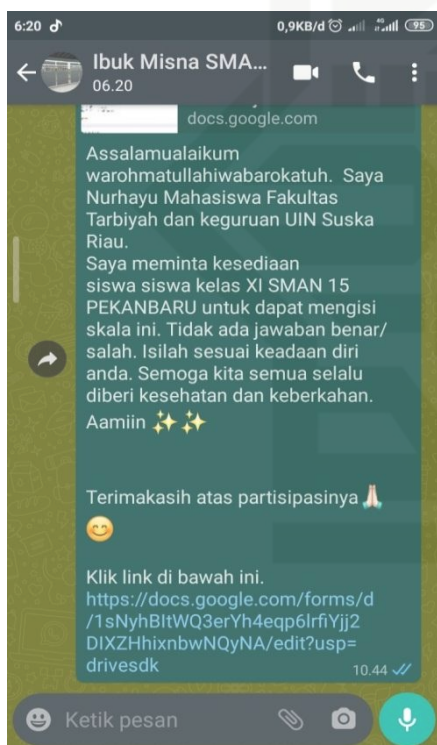 6:20
0,9KB/d 4G 95
Ibuk Misna SMA...
06.20
docs.google.com
Assalamualaikum
warohmatullahiwabarokatuh. Saya
Nurhayu Mahasiswa Fakultas
Tarbiyah dan keguruan UIN Suska
Riau.
Saya meminta kesediaan
siswa siswa kelas XI SMAN 15
PEKANBARU untuk dapat mengisi
skala ini. Tidak ada jawaban benar/
salah. Isilah sesuai keadaan diri
anda. Semoga kita semua selalu
diberi kesehatan dan keberkahan.
Aamiin ✨✨
Terimakasih atas partisipasinya 🙏🏻
😊
Klik link di bawah ini.
https://docs.google.com/forms/d
/1sNyhBItWQ3erYh4eqp6lrfiYjj2
DIXZHhixnbwNQyNA/edit?usp=
drivesdk
10.44
Ketik pesan